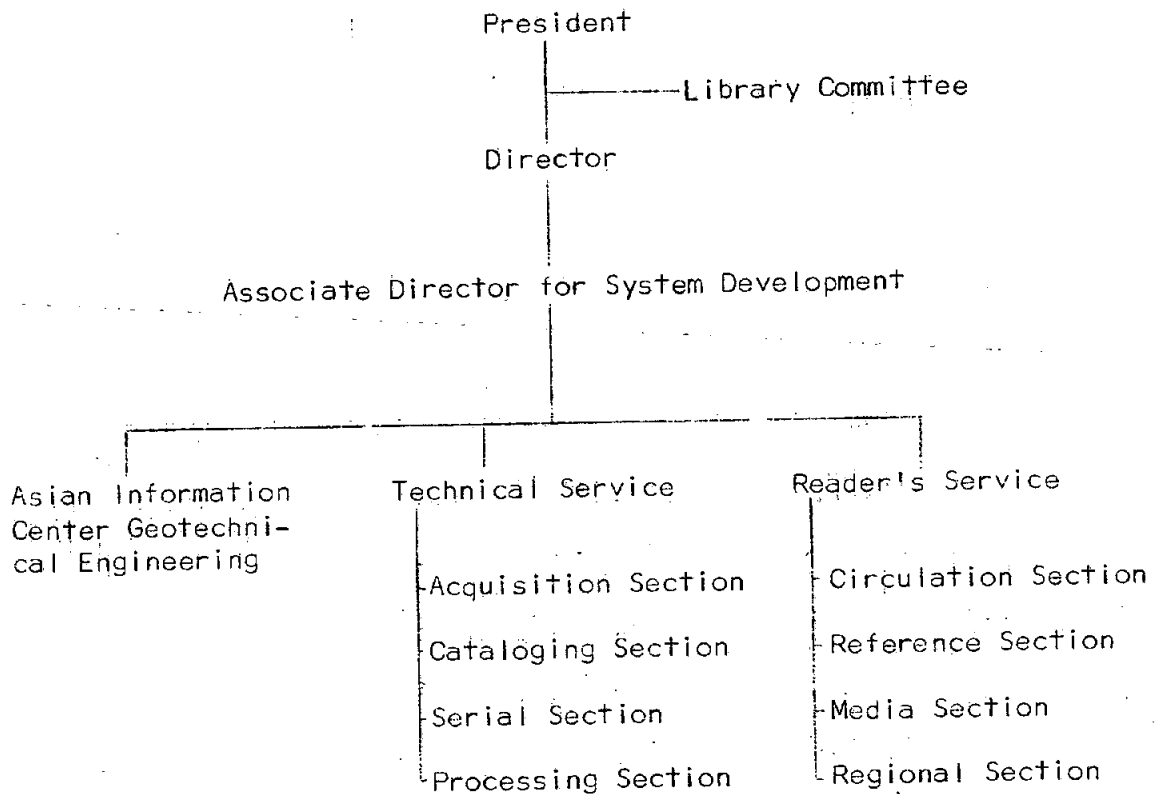 President
Library Committee
Director
Associate Director for System Development
Asian Information
Center Geotechni-
cal Engineering
Technical Service
Acquisition Section
Cataloging Section
Serial Section
Processing Section
Reader's Service
Circulation Section
Reference Section
Media Section
Regional Section